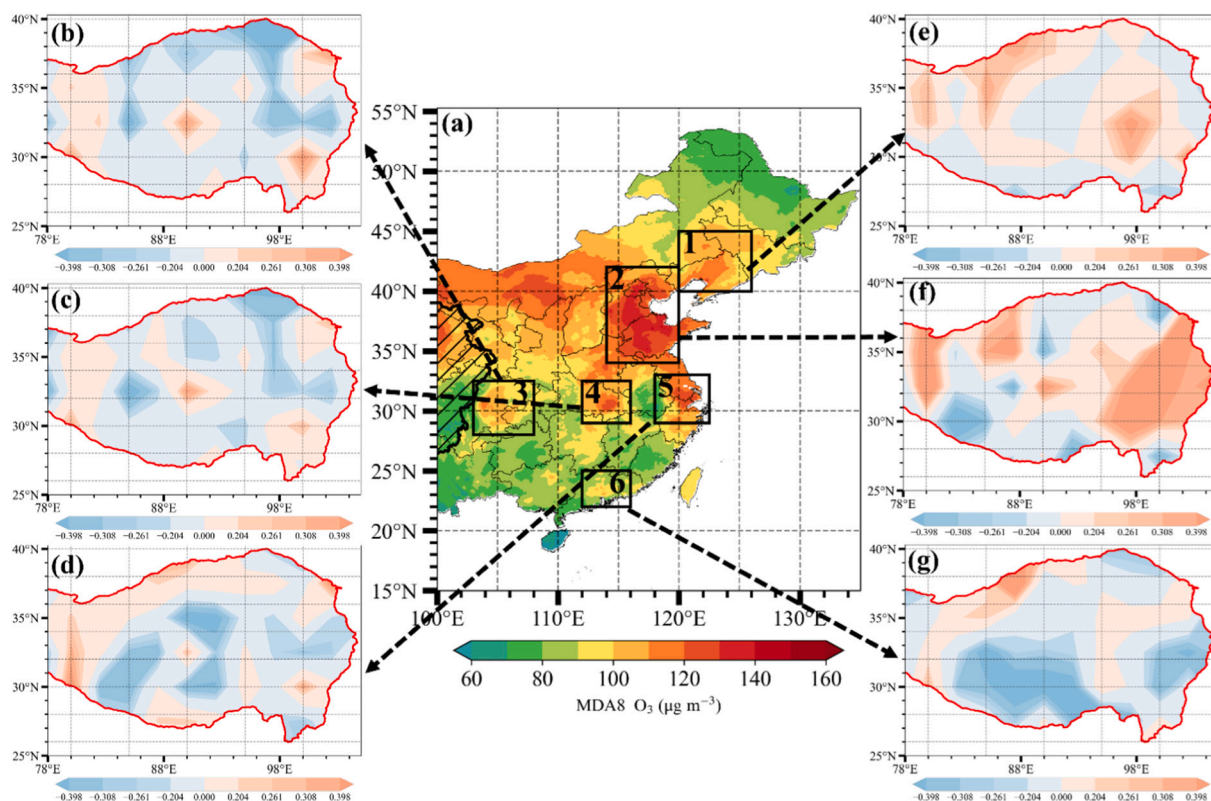 (b)
40°N
35°N
30°N
25°N
78°E 88°E 98°E
−0.398 −0.308 −0.261 −0.204 0.000 0.204 0.261 0.308 0.398
(c)
40°N
35°N
30°N
25°N
78°E 88°E 98°E
−0.398 −0.308 −0.261 −0.204 0.000 0.204 0.261 0.308 0.398
(d)
40°N
35°N
30°N
25°N
78°E 88°E 98°E
−0.398 −0.308 −0.261 −0.204 0.000 0.204 0.261 0.308 0.398
(a)
55°N
50°N
45°N
40°N
35°N
30°N
25°N
20°N
15°N
1
2
3
4
5
6
100°E 110°E 120°E 130°E
60 80 100 120 140 160
MDA8 O₃ (μg m⁻³)
(e)
40°N
35°N
30°N
25°N
78°E 88°E 98°E
−0.398 −0.308 −0.261 −0.204 0.000 0.204 0.261 0.308 0.398
(f)
40°N
35°N
30°N
25°N
78°E 88°E 98°E
−0.398 −0.308 −0.261 −0.204 0.000 0.204 0.261 0.308 0.398
(g)
40°N
35°N
30°N
25°N
78°E 88°E 98°E
−0.398 −0.308 −0.261 −0.204 0.000 0.204 0.261 0.308 0.398